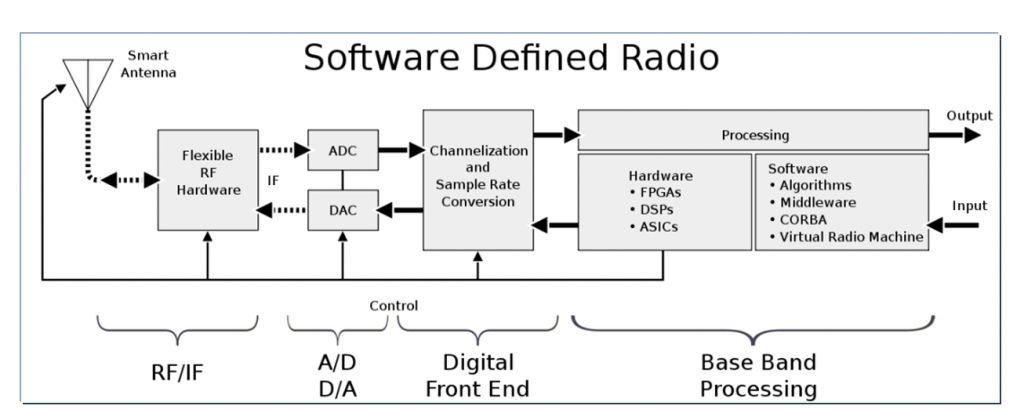 Software Defined Radio
Smart
Antenna
Flexible
RF
Hardware
IF
ADC
DAC
Channelization
and
Sample Rate
Conversion
Processing
Hardware
• FPGAs
• DSPs
• ASICs
Software
• Algorithms
• Middleware
• CORBA
• Virtual Radio Machine
Output
Input
Control
RF/IF
A/D
D/A
Digital
Front End
Base Band
Processing